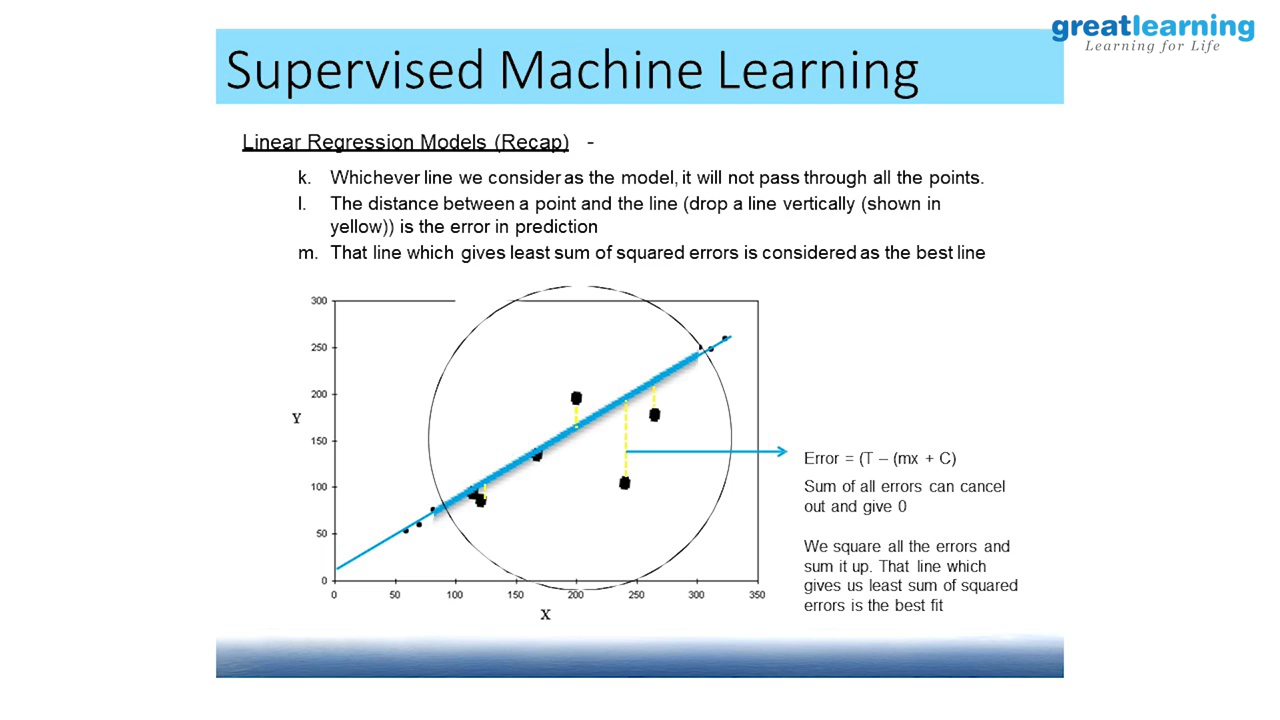 greatlearning
Learning for Life
Supervised Machine Learning
Linear Regression Models (Recap) -
k. Whichever line we consider as the model, it will not pass through all the points.
l. The distance between a point and the line (drop a line vertically (shown in
yellow)) is the error in prediction
m. That line which gives least sum of squared errors is considered as the best line
300
250
200
Y
150
100
50
0
0 50 100 150 200 250 300 350
X
Error = (T – (mx + C)
Sum of all errors can cancel
out and give 0
We square all the errors and
sum it up. That line which
gives us least sum of squared
errors is the best fit